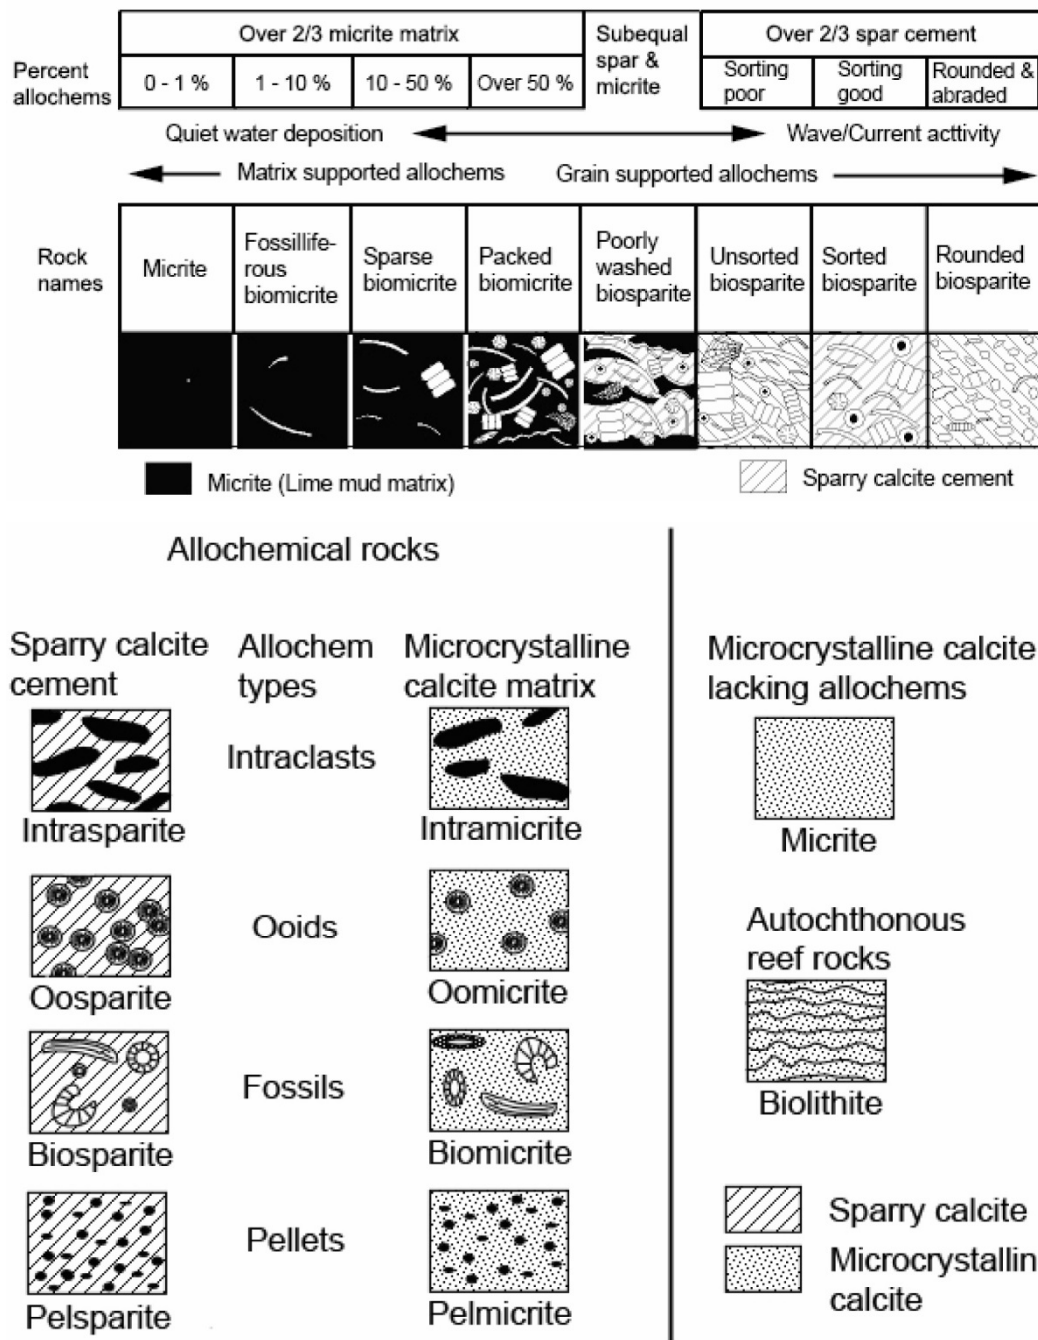 Over 2/3 micrite matrix
Subequal
spar &
micrite
Over 2/3 spar cement
Percent
allochems
0 - 1 %
1 - 10 %
10 - 50 %
Over 50 %
Sorting
poor
Sorting
good
Rounded &
abraded
Quiet water deposition
Wave/Current acttivity
Matrix supported allochems
Grain supported allochems
Rock
names
Micrite
Fossillife-
rous
biomicrite
Sparse
biomicrite
Packed
biomicrite
Poorly
washed
biosparite
Unsorted
biosparite
Sorted
biosparite
Rounded
biosparite
Micrite (Lime mud matrix)
Sparry calcite cement
Allochemical rocks
Sparry calcite
cement
Allochem
types
Microcrystalline
calcite matrix
Microcrystalline calcite
lacking allochems
Intraclasts
Intrasparite
Intramicrite
Micrite
Ooids
Oosparite
Oomicrite
Autochthonous
reef rocks
Biolithite
Fossils
Biosparite
Biomicrite
Pellets
Pelsparite
Pelmicrite
Sparry calcite
Microcrystallin
calcite